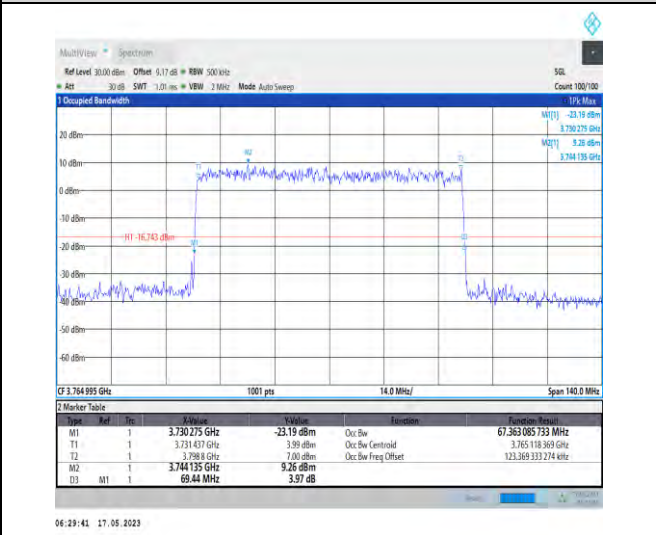 MultiView Spectrum
Ref Level 30.00 dBm Offset 9.17 dB RBW 500 kHz SGL
Att 30 dB SWT 1.01 ms VBW 2 MHz Mode Auto Sweep Count 100/100
1 Occupied Bandwidth 1Pk Max
M1[1] -23.19 dBm
3.730 275 GHz
20 dBm
M2[1] 9.26 dBm
3.744 135 GHz
M2
10 dBm
0 dBm
-10 dBm
H1 -16.743 dBm
-20 dBm
-30 dBm
-40 dBm
-50 dBm
-60 dBm
CF 3.764 995 GHz 1001 pts 14.0 MHz/ Span 140.0 MHz
2 Marker Table
Type Ref Trc X-Value Y-Value Function Function Result
M1 1 3.730 275 GHz -23.19 dBm Occ Bw 67.363 085 733 MHz
T1 1 3.731 437 GHz 3.99 dBm Occ Bw Centroid 3.765 118 369 GHz
T2 1 3.798 8 GHz 7.00 dBm Occ Bw Freq Offset 123.369 333 274 kHz
M2 1 3.744 135 GHz 9.26 dBm
D3 M1 1 69.44 MHz 3.97 dB
06:29:41 17.05.2023